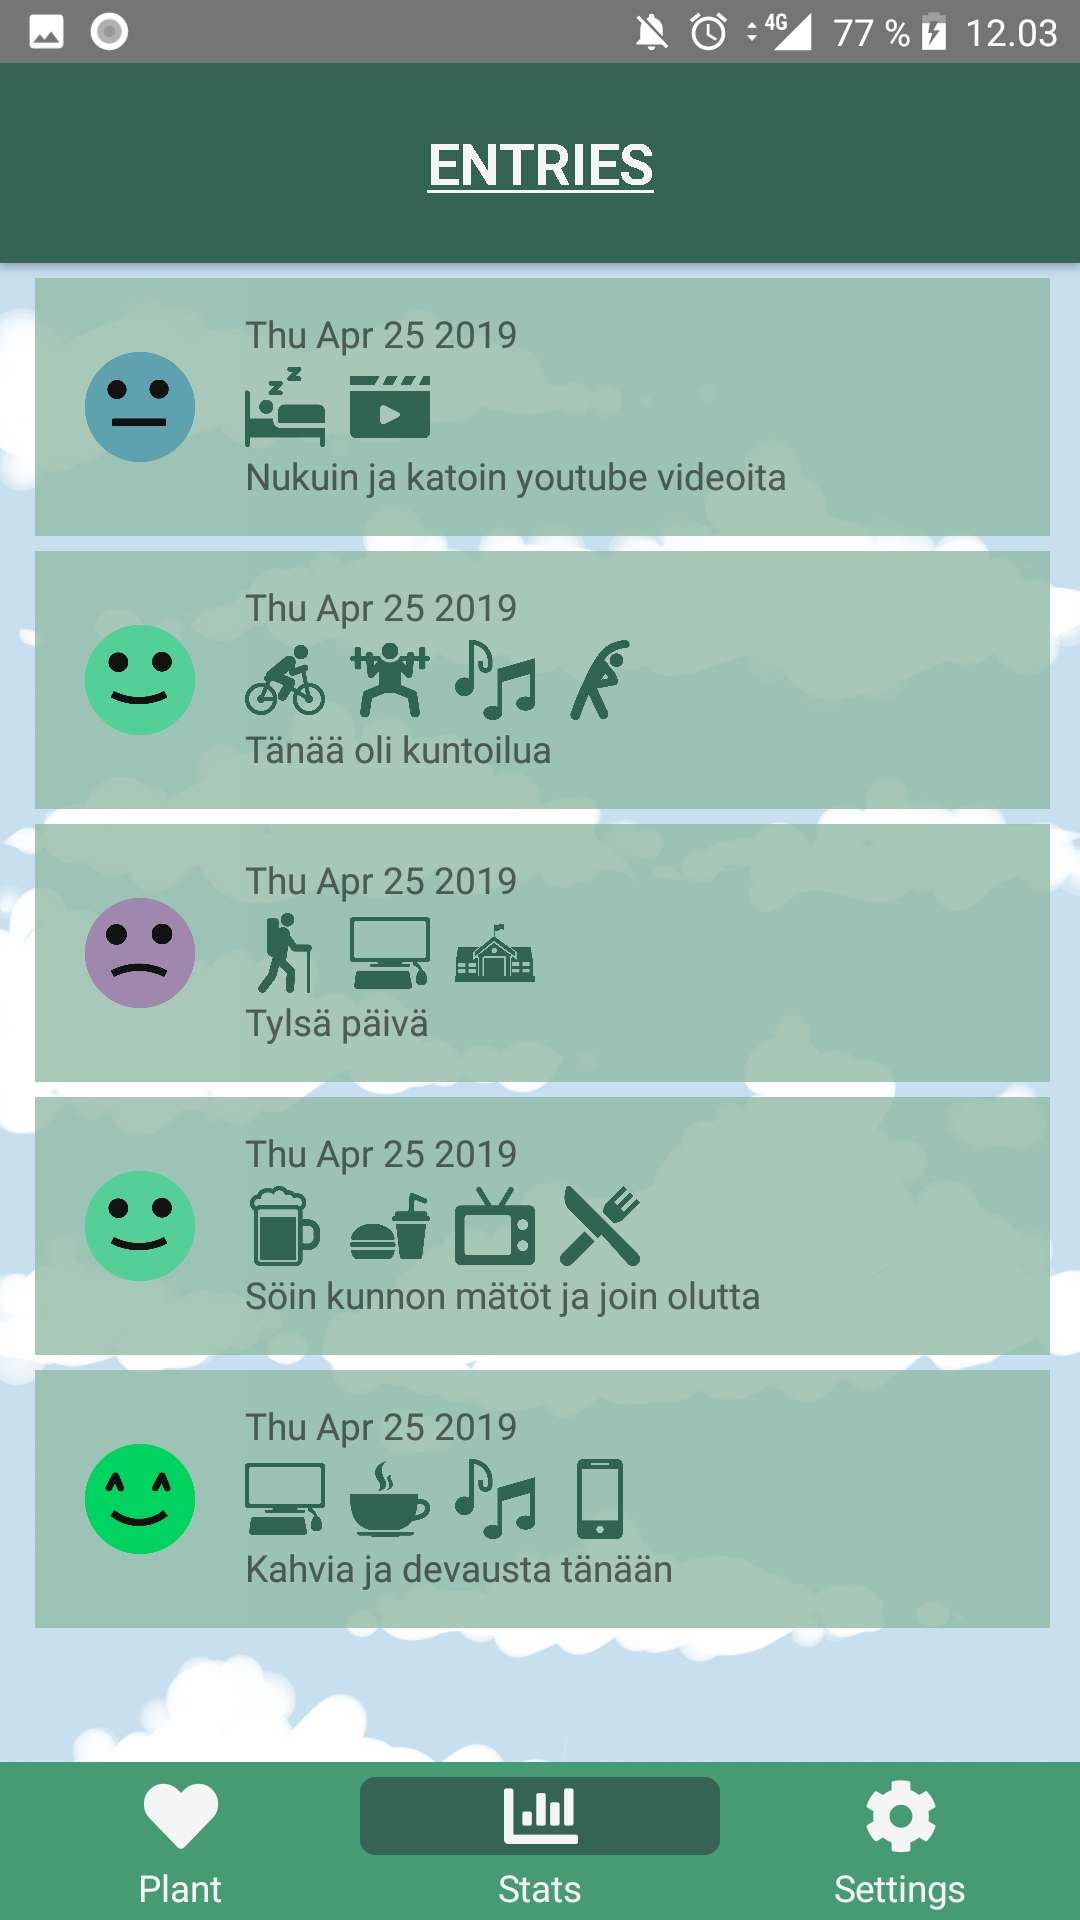 4G 77 % 12.03
ENTRIES
Thu Apr 25 2019
Nukuin ja katoin youtube videoita
Thu Apr 25 2019
Tänää oli kuntoilua
Thu Apr 25 2019
Tylsä päivä
Thu Apr 25 2019
Söin kunnon mätöt ja join olutta
Thu Apr 25 2019
Kahvia ja devausta tänään
Plant Stats Settings